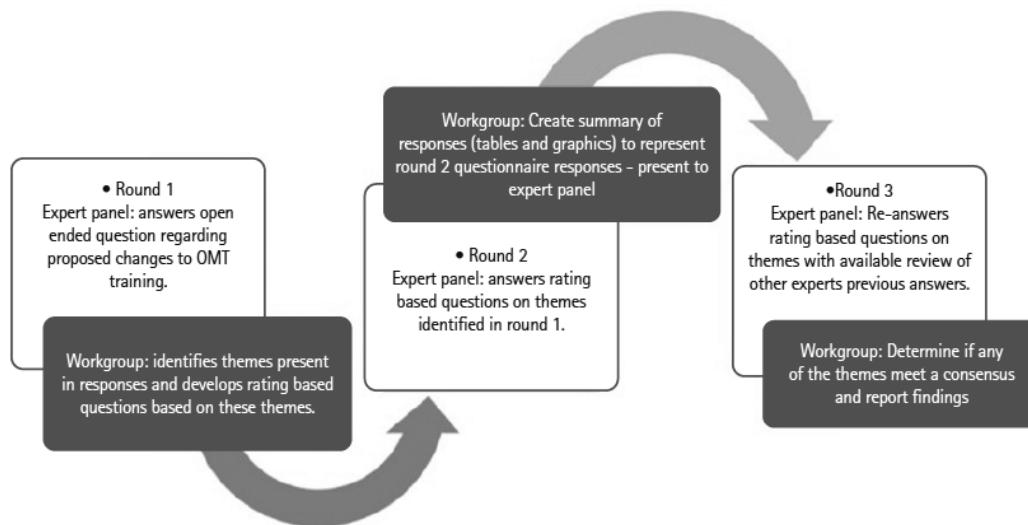 • Round 1
Expert panel: answers open
ended question regarding
proposed changes to OMT
training.
Workgroup: identifies themes present
in responses and develops rating based
questions based on these themes.
Workgroup: Create summary of
responses (tables and graphics) to represent
round 2 questionnaire responses - present to
expert panel
• Round 2
Expert panel: answers rating
based questions on themes
identified in round 1.
•Round 3
Expert panel: Re-answers
rating based questions on
themes with available review of
other experts previous answers.
Workgroup: Determine if any
of the themes meet a consensus
and report findings